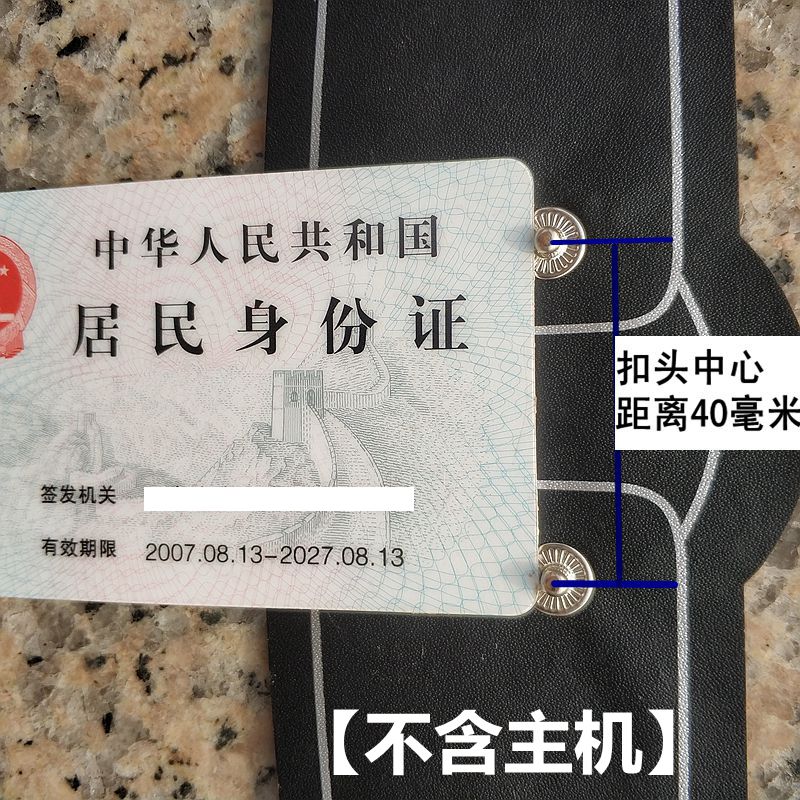 中华人民共和国
居民身份证
扣头中心
距离40毫米
签发机关
有效期限 2007.08.13-2027.08.13
【不含主机】